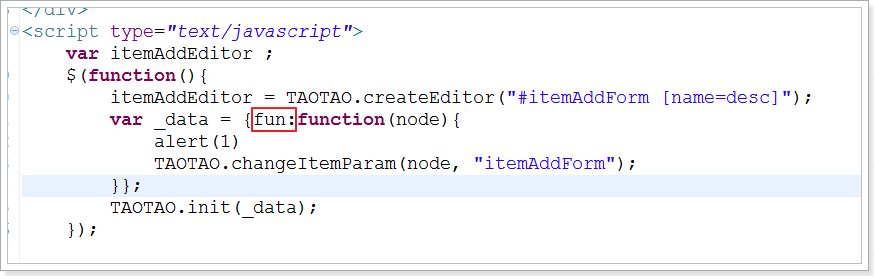 </div>
<script type="text/javascript">
var itemAddEditor ;
$(function(){
itemAddEditor = TAOTAO.createEditor("#itemAddForm [name=desc]");
var _data = {fun:function(node){
alert(1)
TAOTAO.changeItemParam(node, "itemAddForm");
}};
TAOTAO.init(_data);
});